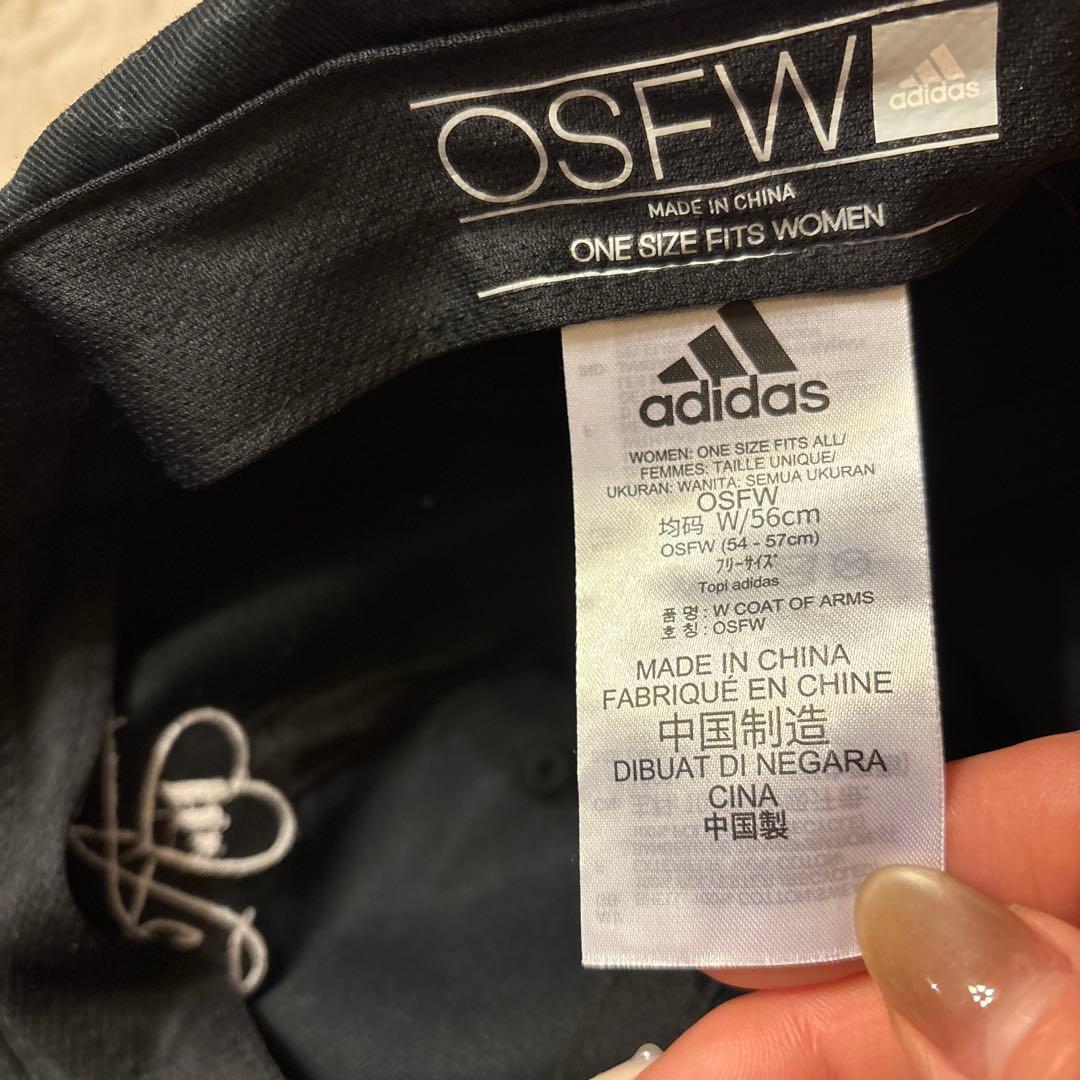 OSFW
adidas
MADE IN CHINA
ONE SIZE FITS WOMEN
adidas
WOMEN: ONE SIZE FITS ALL/
FEMMES: TAILLE UNIQUE/
UKURAN: WANITA: SEMUA UKURAN
OSFW
均码 W/56cm
OSFW (54 - 57cm)
フリーサイズ
Topi adidas
품 명 : W COAT OF ARMS
호 칭 : OSFW
MADE IN CHINA
FABRIQUÉ EN CHINE
中国制造
DIBUAT DI NEGARA
CINA
中国製